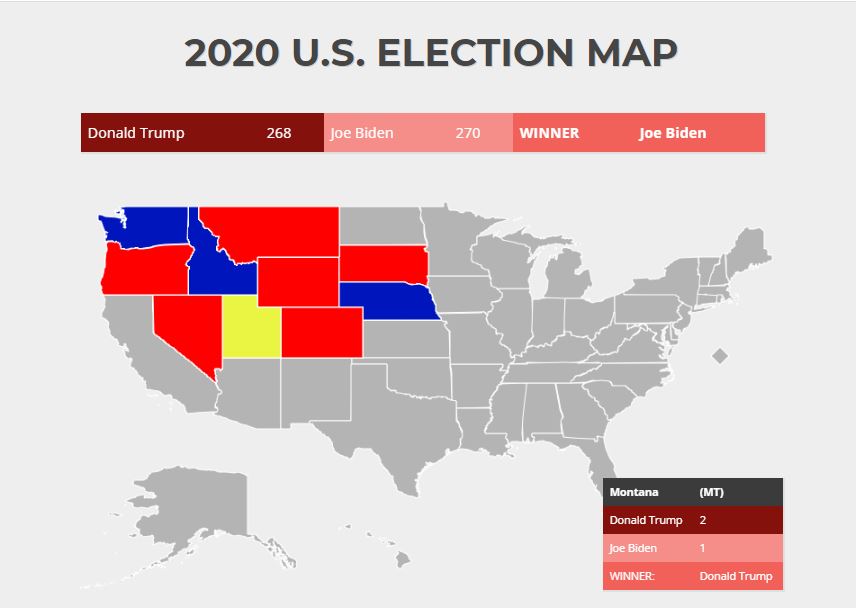 2020 U.S. ELECTION MAP
Donald Trump 268 Joe Biden 270 WINNER Joe Biden
Montana (MT)
Donald Trump 2
Joe Biden 1
WINNER: Donald Trump